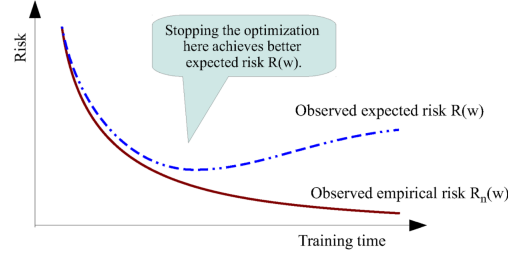 Stopping the optimization
here achieves better
expected risk R(w).
Risk
Observed expected risk R(w)
Observed empirical risk Rn(w)
Training time